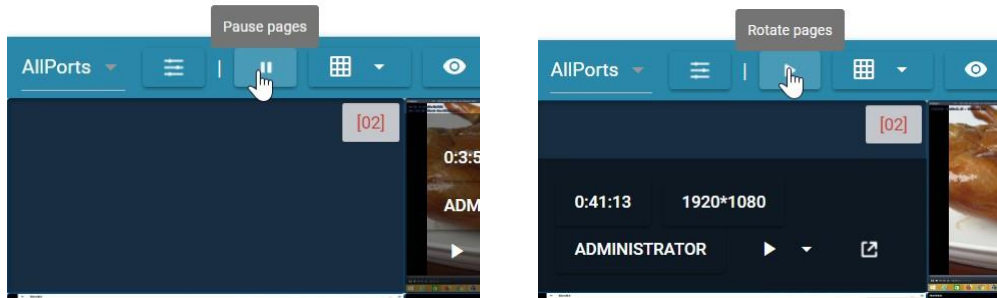 Pause pages
AllPorts
[02]
0:3:5
ADM
Rotate pages
AllPorts
[02]
0:41:13 1920*1080
ADMINISTRATOR